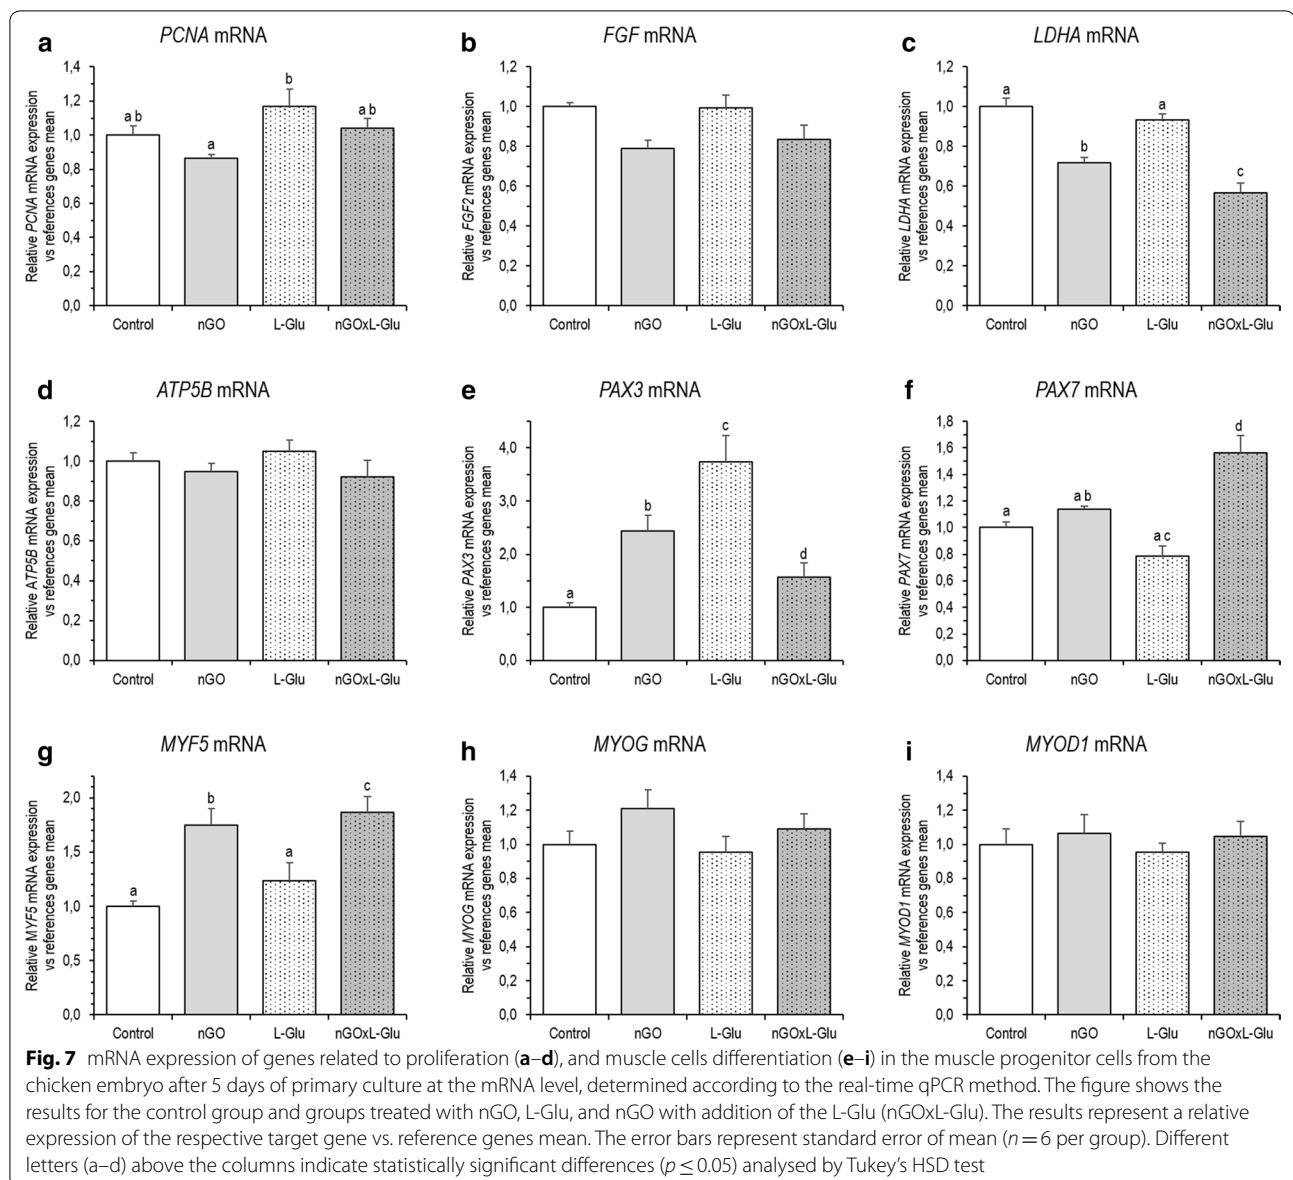 a PCNA mRNA
Relative PCNA mRNA expression
vs references genes mean
1,4
1,2
1,0
0,8
0,6
0,4
0,2
0,0
a b
a
b
a b
Control nGO L-Glu nGOxL-Glu
b FGF mRNA
Relative FGF2 mRNA expression
vs references genes mean
1,2
1,0
0,8
0,6
0,4
0,2
0,0
Control nGO L-Glu nGOxL-Glu
c LDHA mRNA
Relative LDHA mRNA expression
vs references genes mean
1,2
1,0
0,8
0,6
0,4
0,2
0,0
a
b
a
c
Control nGO L-Glu nGOxL-Glu
d ATP5B mRNA
Relative ATP5B mRNA expression
vs references genes mean
1,2
1,0
0,8
0,6
0,4
0,2
0,0
Control nGO L-Glu nGOxL-Glu
e PAX3 mRNA
Relative PAX3 mRNA expression
vs references genes mean
4,0
3,0
2,0
1,0
0,0
a
b
c
d
Control nGO L-Glu nGOxL-Glu
f PAX7 mRNA
Relative PAX7 mRNA expression
vs references genes mean
1,8
1,6
1,4
1,2
1,0
0,8
0,6
0,4
0,2
0,0
a
a b
a c
d
Control nGO L-Glu nGOxL-Glu
g MYF5 mRNA
Relative MYF5 mRNA expression
vs references genes mean
2,0
1,5
1,0
0,5
0,0
a
b
a
c
Control nGO L-Glu nGOxL-Glu
h MYOG mRNA
Relative MYOG mRNA expression
vs references genes mean
1,4
1,2
1,0
0,8
0,6
0,4
0,2
0,0
Control nGO L-Glu nGOxL-Glu
i MYOD1 mRNA
Relative MYOD1 mRNA expression
vs references genes mean
1,4
1,2
1,0
0,8
0,6
0,4
0,2
0,0
Control nGO L-Glu nGOxL-Glu
Fig. 7 mRNA expression of genes related to proliferation (a–d), and muscle cells differentiation (e–i) in the muscle progenitor cells from the
chicken embryo after 5 days of primary culture at the mRNA level, determined according to the real-time qPCR method. The figure shows the
results for the control group and groups treated with nGO, L-Glu, and nGO with addition of the L-Glu (nGOxL-Glu). The results represent a relative
expression of the respective target gene vs. reference genes mean. The error bars represent standard error of mean (n = 6 per group). Different
letters (a–d) above the columns indicate statistically significant differences (p ≤ 0.05) analysed by Tukey's HSD test